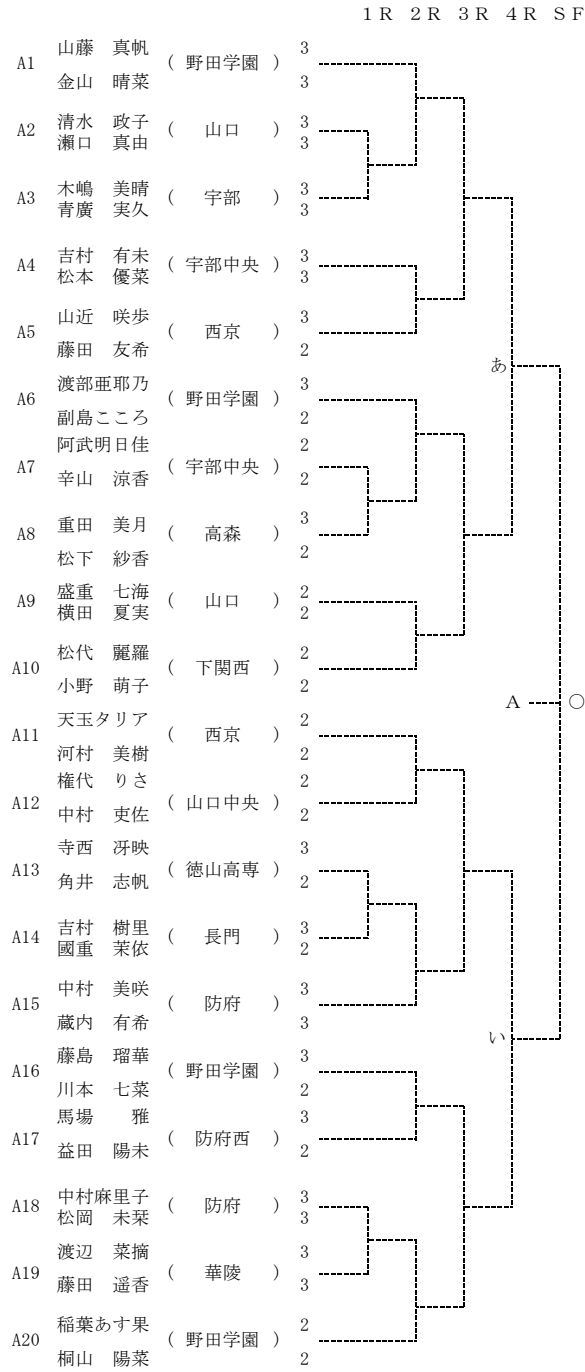 １Ｒ ２Ｒ ３Ｒ ４Ｒ ＳＦ
山藤　真帆 3
A1 ( 野田学園 )
金山　晴菜 3
清水　政子 3
A2 ( 山口 )
瀬口　真由 3
木嶋　美晴 3
A3 ( 宇部 )
青廣　実久 3
吉村　有未 3
A4 ( 宇部中央 )
松本　優菜 3
山近　咲歩 3
A5 ( 西京 )
藤田　友希 2
あ
渡部亜耶乃 3
A6 ( 野田学園 )
副島こころ 2
阿武明日佳 2
A7 ( 宇部中央 )
辛山　涼香 2
重田　美月 3
A8 ( 高森 )
松下　紗香 2
盛重　七海 2
A9 ( 山口 )
横田　夏実 2
松代　麗羅 2
A10 ( 下関西 )
小野　萌子 2
A ○
天玉タリア 2
A11 ( 西京 )
河村　美樹 2
権代　りさ 2
A12 ( 山口中央 )
中村　吏佐 2
寺西　冴映 3
A13 ( 徳山高専 )
角井　志帆 2
吉村　樹里 3
A14 ( 長門 )
國重　茉依 2
中村　美咲 3
A15 ( 防府 )
蔵内　有希 3
い
藤島　瑠華 3
A16 ( 野田学園 )
川本　七菜 2
馬場　　雅 3
A17 ( 防府西 )
益田　陽未 2
中村麻里子 3
A18 ( 防府 )
松岡　未栞 3
渡辺　菜摘 3
A19 ( 華陵 )
藤田　遥香 3
稲葉あす果 2
A20 ( 野田学園 )
桐山　陽菜 2